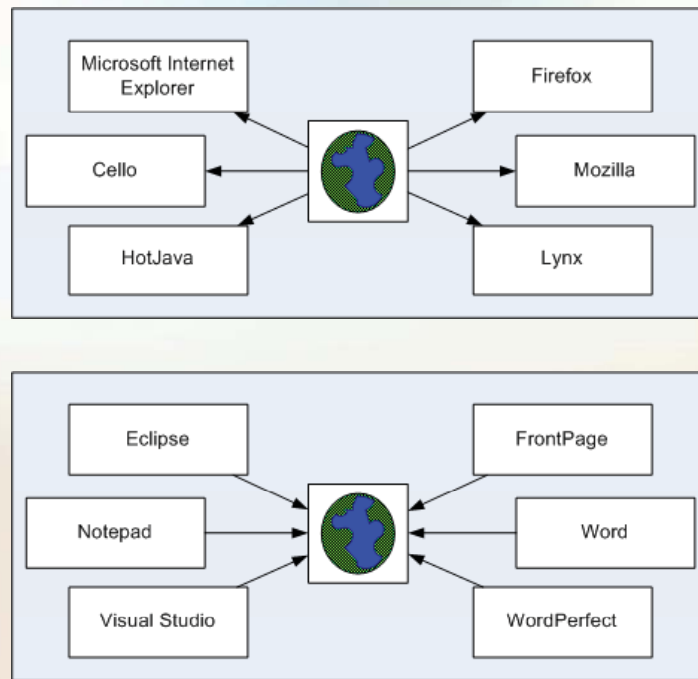 Microsoft Internet
Explorer
Firefox
Cello
Mozilla
HotJava
Lynx
Eclipse
FrontPage
Notepad
Word
Visual Studio
WordPerfect